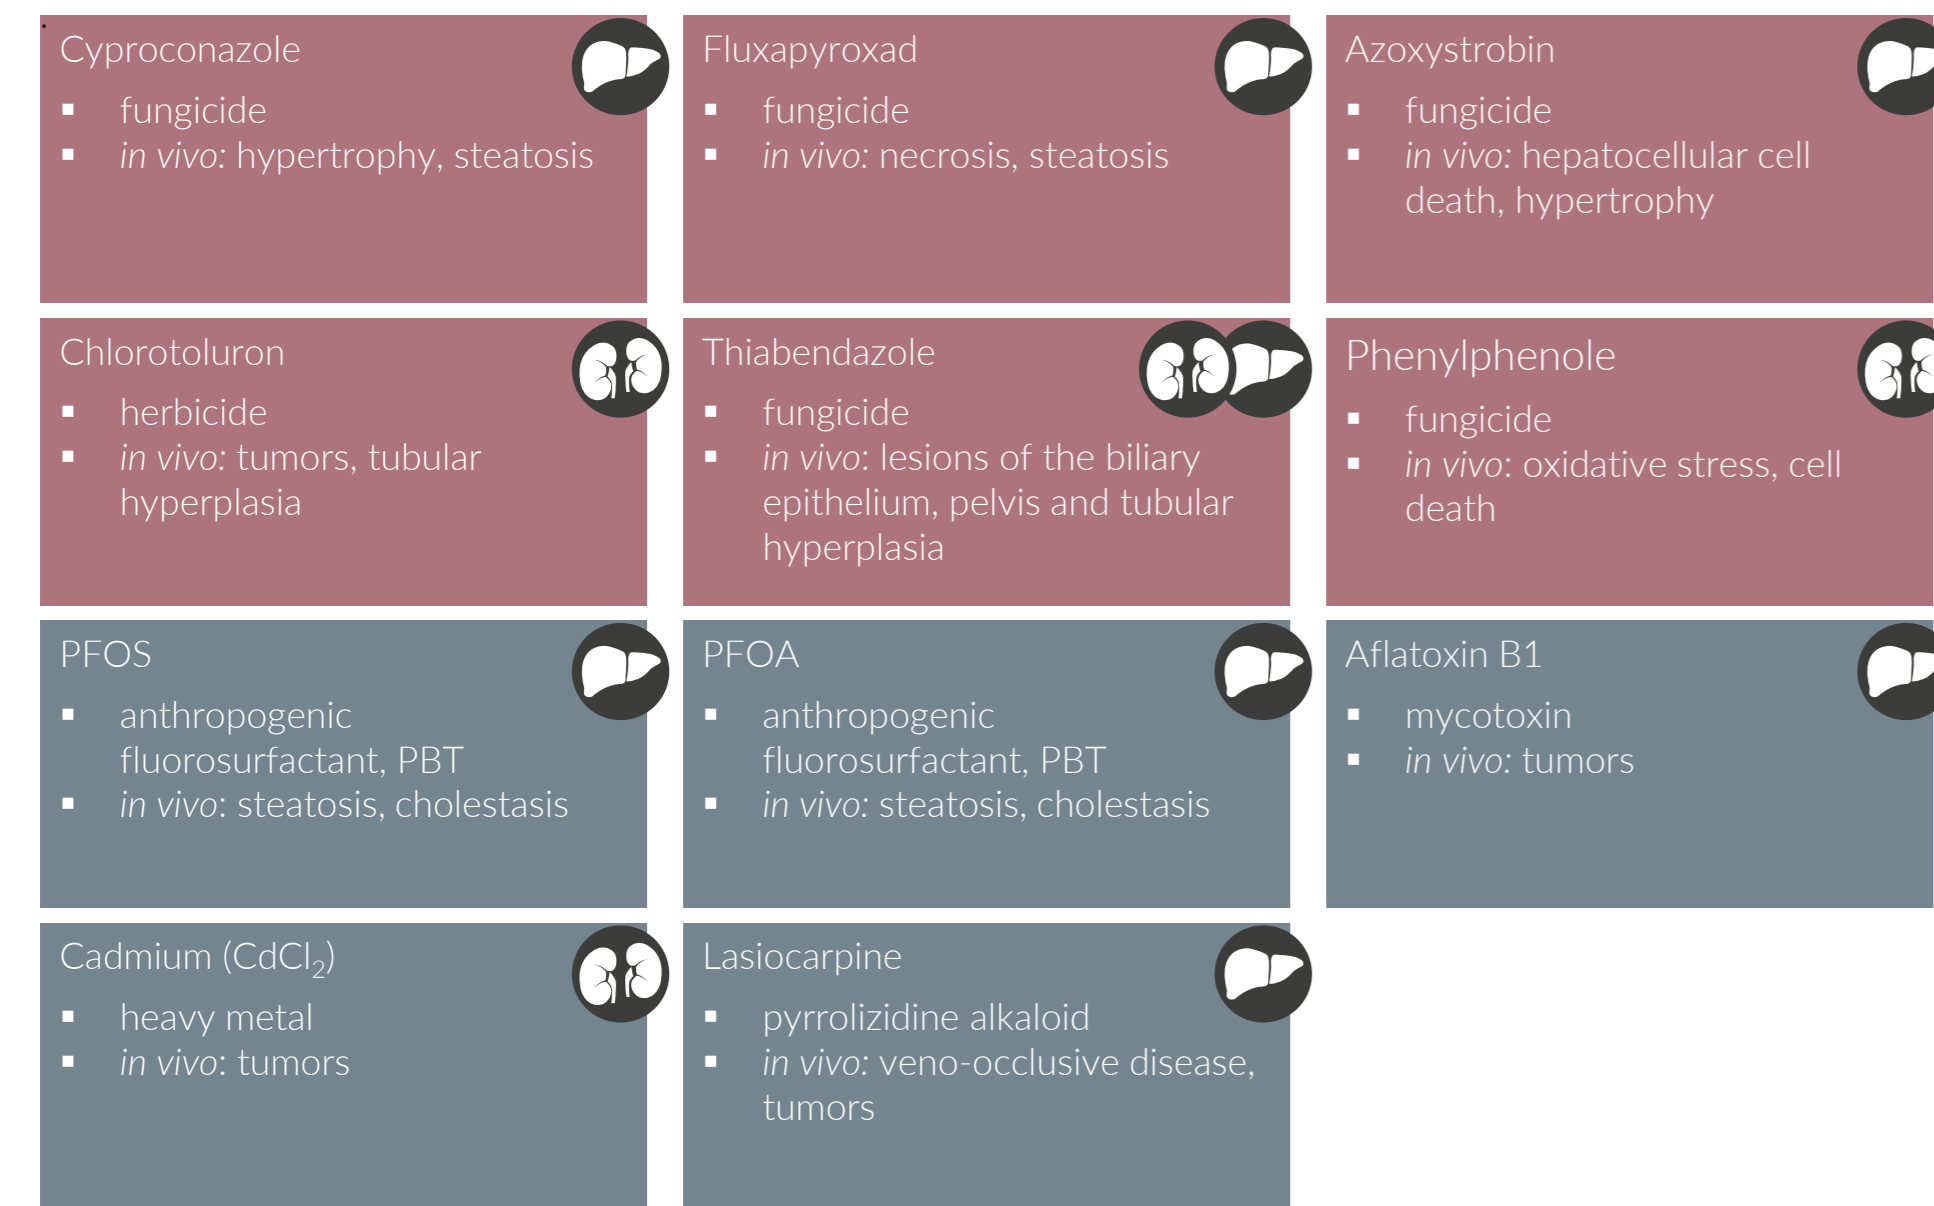 Cyproconazole
▪ fungicide
▪ in vivo: hypertrophy, steatosis
Fluxapyroxad
▪ fungicide
▪ in vivo: necrosis, steatosis
Azoxystrobin
▪ fungicide
▪ in vivo: hepatocellular cell
death, hypertrophy
Chlorotoluron
▪ herbicide
▪ in vivo: tumors, tubular
hyperplasia
Thiabendazole
▪ fungicide
▪ in vivo: lesions of the biliary
epithelium, pelvis and tubular
hyperplasia
Phenylphenole
▪ fungicide
▪ in vivo: oxidative stress, cell
death
PFOS
▪ anthropogenic
fluorosurfactant, PBT
▪ in vivo: steatosis, cholestasis
PFOA
▪ anthropogenic
fluorosurfactant, PBT
▪ in vivo: steatosis, cholestasis
Aflatoxin B1
▪ mycotoxin
▪ in vivo: tumors
Cadmium (CdCl₂)
▪ heavy metal
▪ in vivo: tumors
Lasiocarpine
▪ pyrrolizidine alkaloid
▪ in vivo: veno-occlusive disease,
tumors